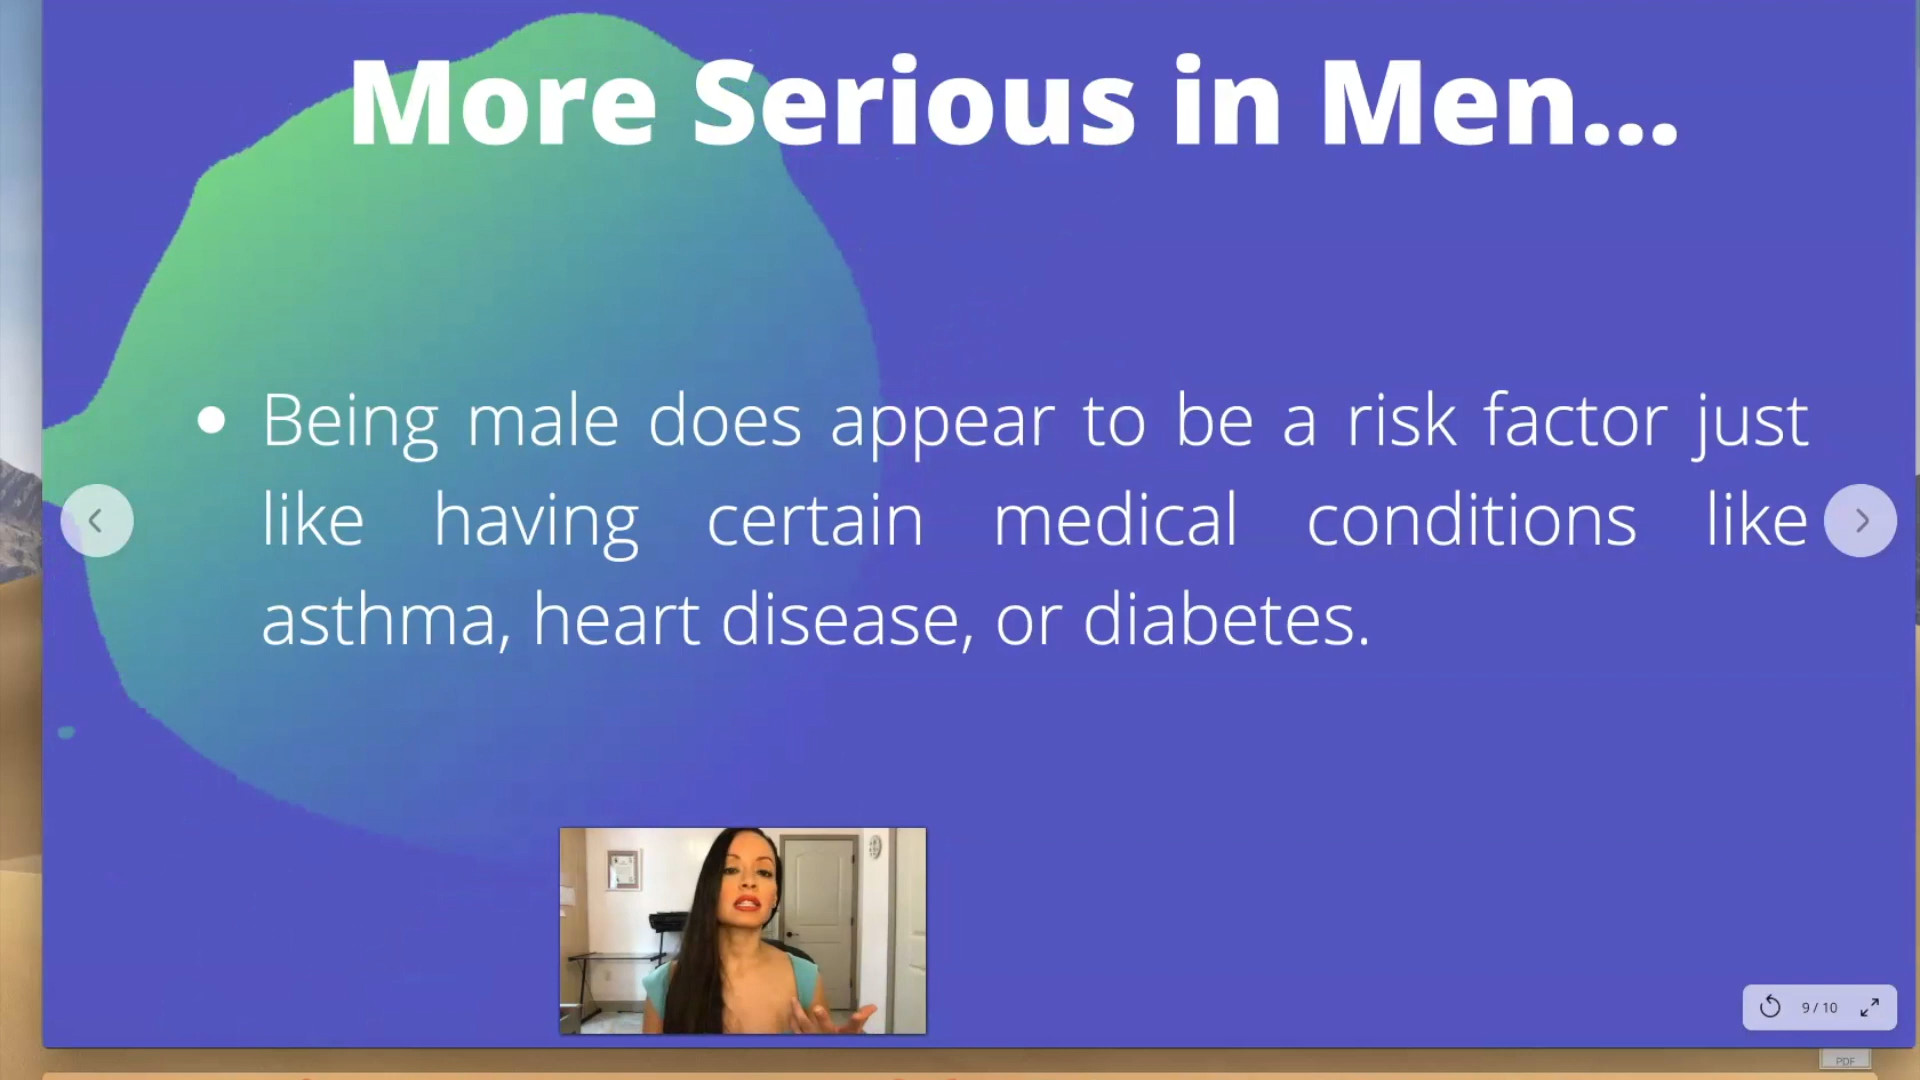 More Serious in Men...
• Being male does appear to be a risk factor just
like having certain medical conditions like
asthma, heart disease, or diabetes.
9 / 10
PDF